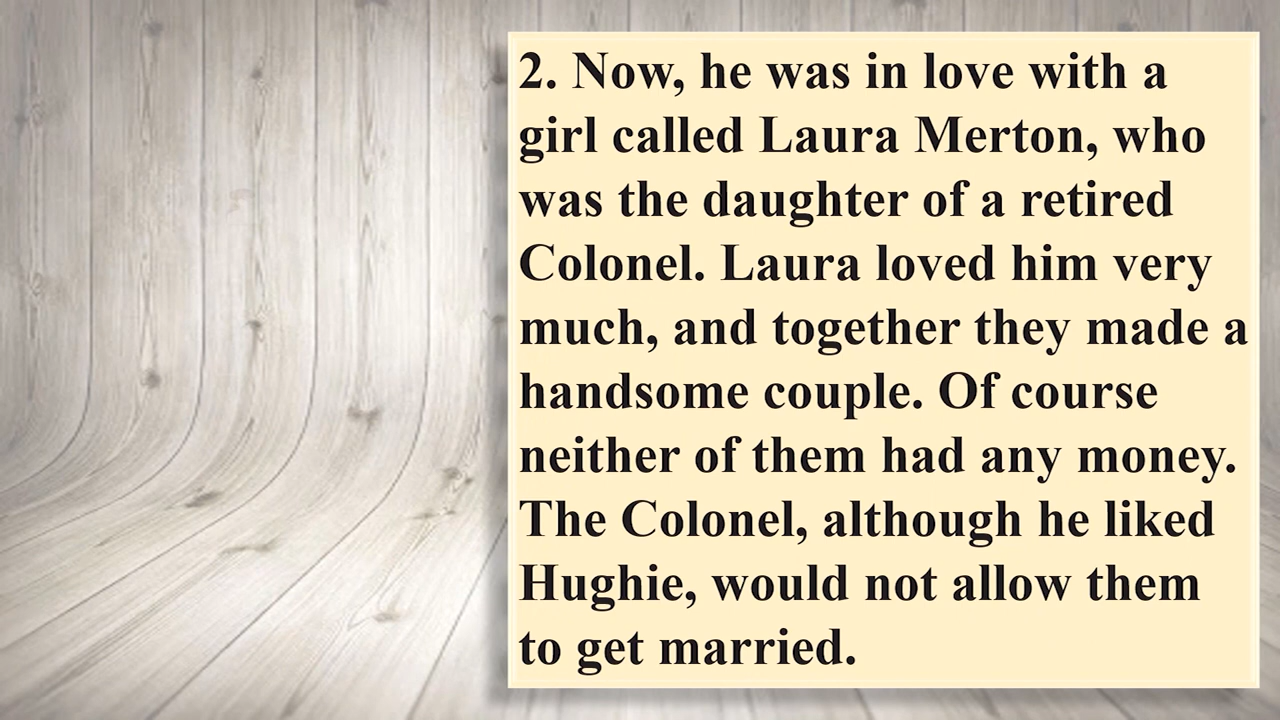 2. Now, he was in love with a
girl called Laura Merton, who
was the daughter of a retired
Colonel. Laura loved him very
much, and together they made a
handsome couple. Of course
neither of them had any money.
The Colonel, although he liked
Hughie, would not allow them
to get married.